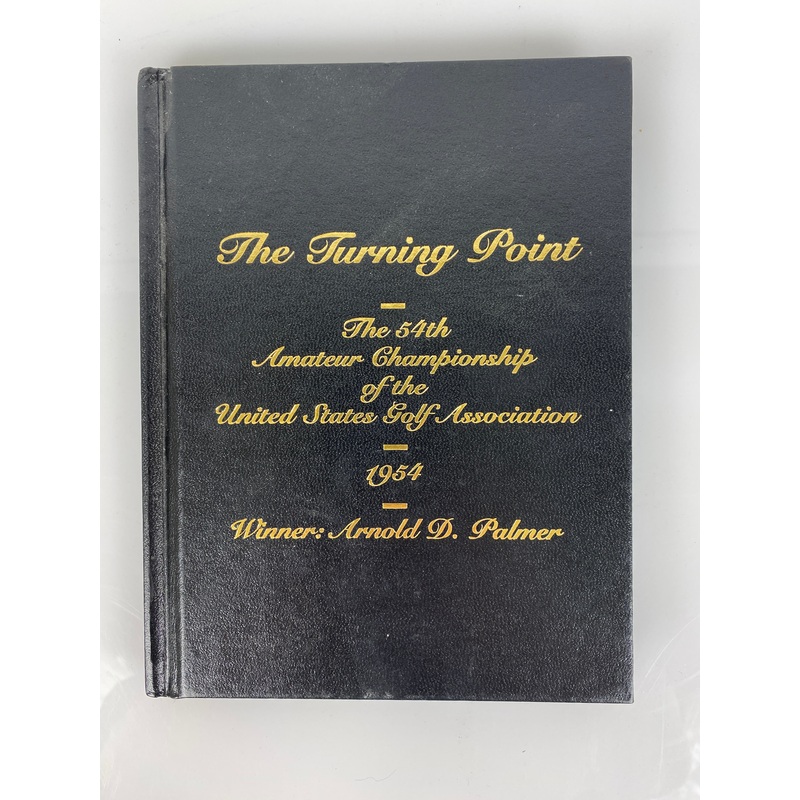 The Turning Point
The 54th
Amateur Championship
of the
United States Golf Association
1954
Winner: Arnold D. Palmer